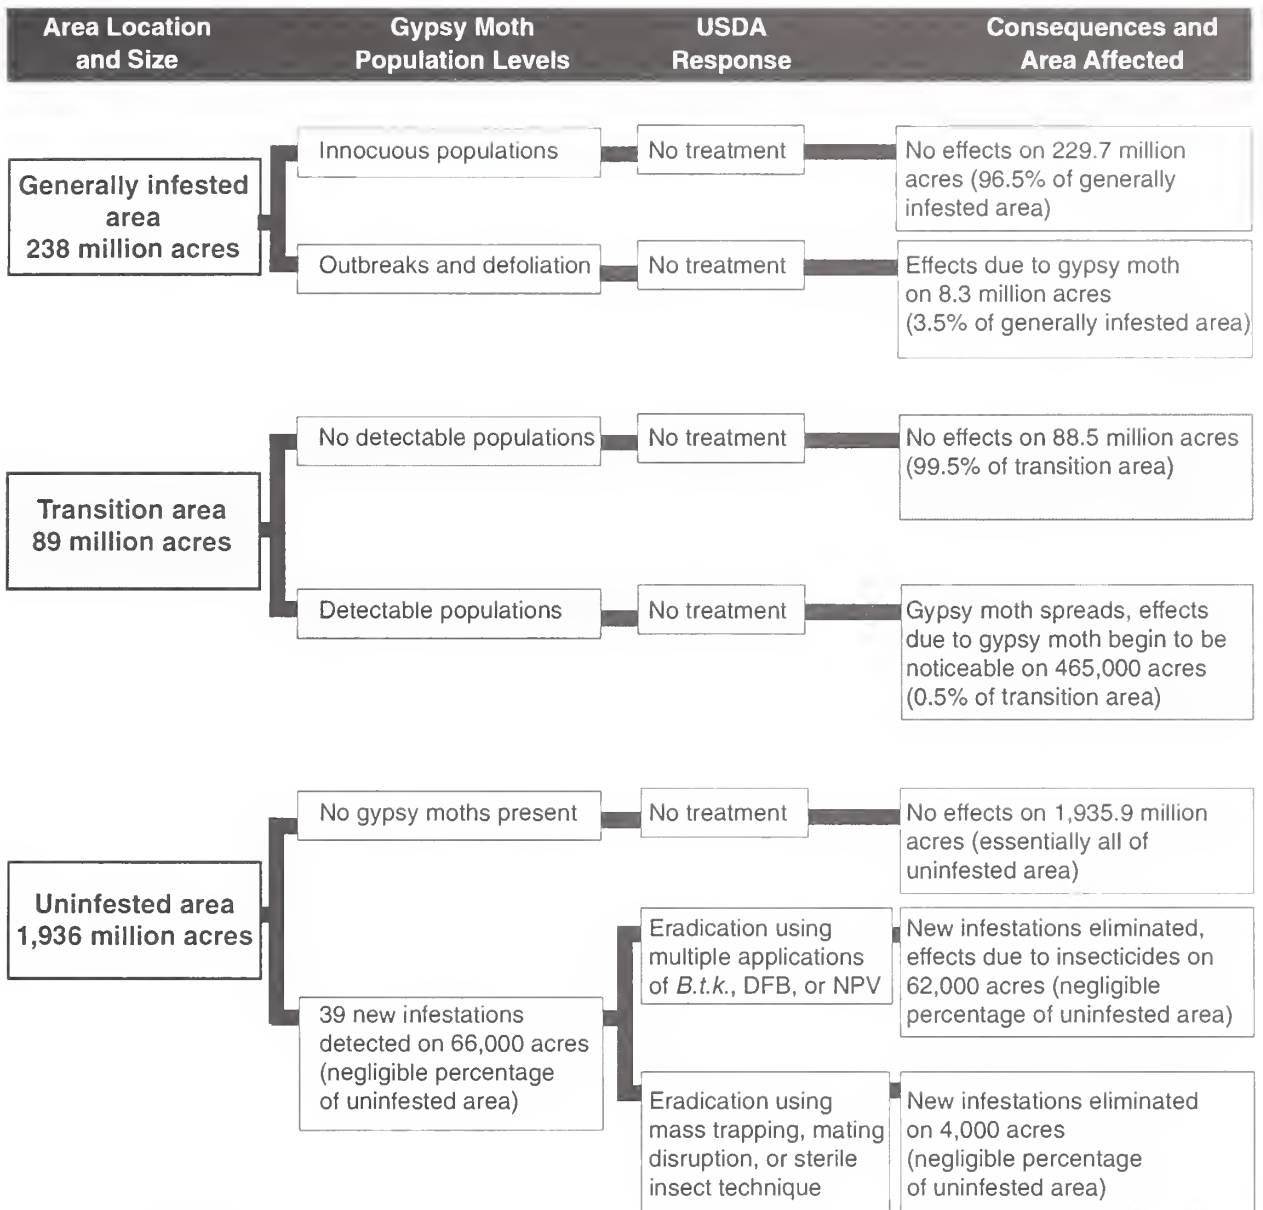 Area Location
and Size
Gypsy Moth
Population Levels
USDA
Response
Consequences and
Area Affected
Generally infested
area
238 million acres
Innocuous populations
No treatment
No effects on 229.7 million
acres (96.5% of generally
infested area)
Outbreaks and defoliation
No treatment
Effects due to gypsy moth
on 8.3 million acres
(3.5% of generally infested area)
Transition area
89 million acres
No detectable populations
No treatment
No effects on 88.5 million acres
(99.5% of transition area)
Detectable populations
No treatment
Gypsy moth spreads, effects
due to gypsy moth begin to be
noticeable on 465,000 acres
(0.5% of transition area)
Uninfested area
1,936 million acres
No gypsy moths present
No treatment
No effects on 1,935.9 million
acres (essentially all of
uninfested area)
39 new infestations
detected on 66,000 acres
(negligible percentage
of uninfested area)
Eradication using
multiple applications
of B.t.k., DFB, or NPV
New infestations eliminated,
effects due to insecticides on
62,000 acres (negligible
percentage of uninfested area)
Eradication using
mass trapping, mating
disruption, or sterile
insect technique
New infestations eliminated
on 4,000 acres
(negligible percentage
of uninfested area)